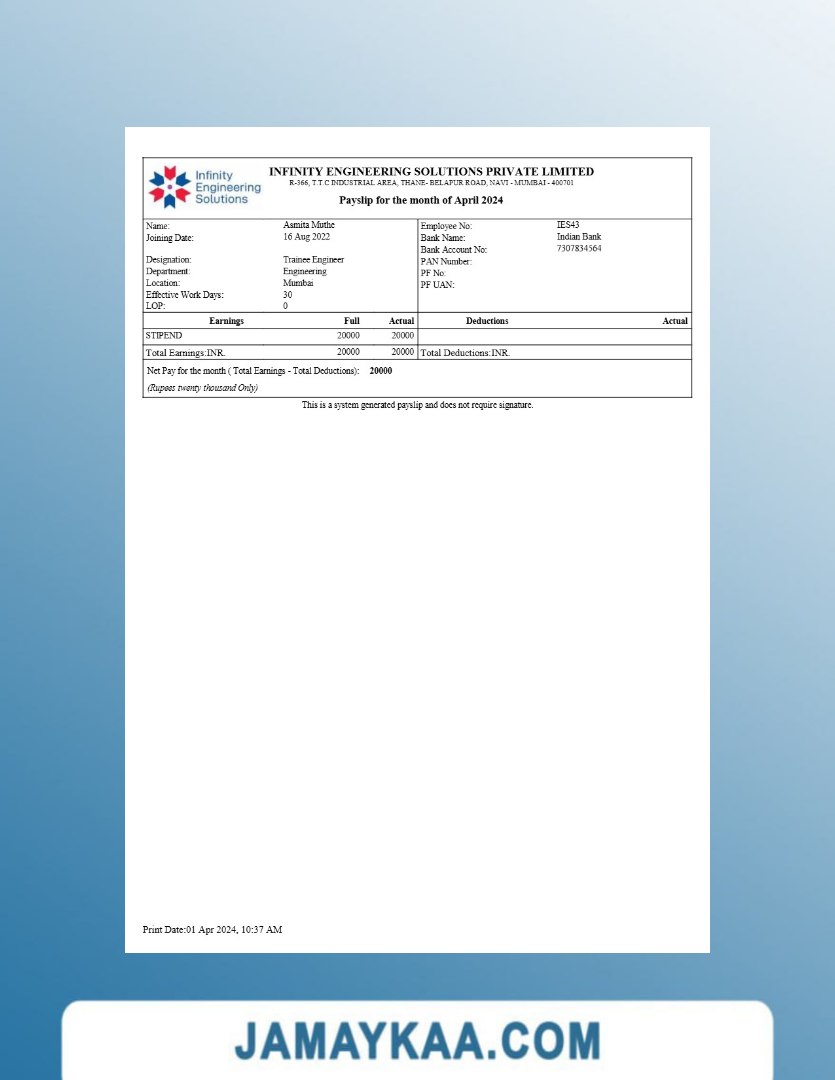 Infinity
Engineering
Solutions
INFINITY ENGINEERING SOLUTIONS PRIVATE LIMITED
R-366, T.T.C INDUSTRIAL AREA, THANE- BELAPUR ROAD, NAVI - MUMBAI - 400701
Payslip for the month of April 2024
Name: Asmita Muthe Employee No: IES43
Joining Date: 16 Aug 2022 Bank Name: Indian Bank
Bank Account No: 7307834564
Designation: Trainee Engineer PAN Number:
Department: Engineering PF No:
Location: Mumbai PF UAN:
Effective Work Days: 30
LOP: 0
Earnings Full Actual Deductions Actual
STIPEND 20000 20000
Total Earnings:INR. 20000 20000 Total Deductions:INR.
Net Pay for the month ( Total Earnings - Total Deductions): 20000
(Rupees twenty thousand Only)
This is a system generated payslip and does not require signature.
Print Date:01 Apr 2024, 10:37 AM
JAMAYKAA.COM